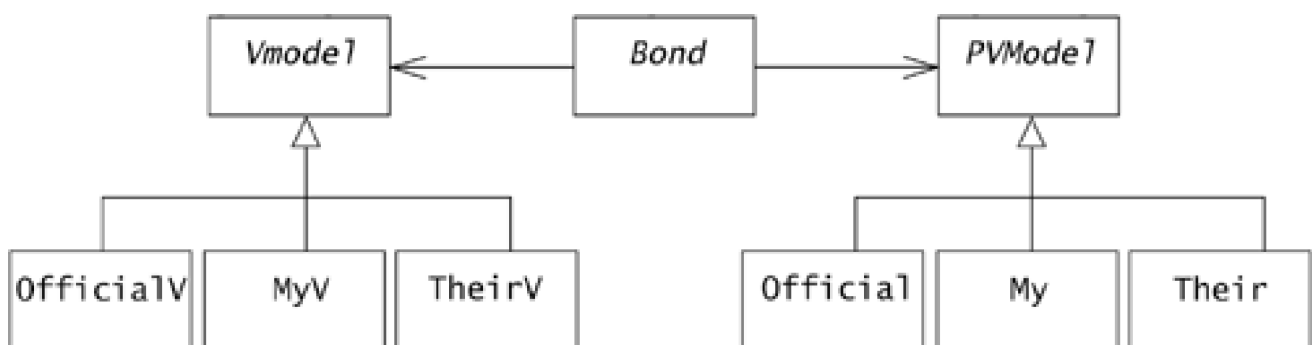 Vmodel
Bond
PVModel
OfficialV
MyV
TheirV
Official
My
Their